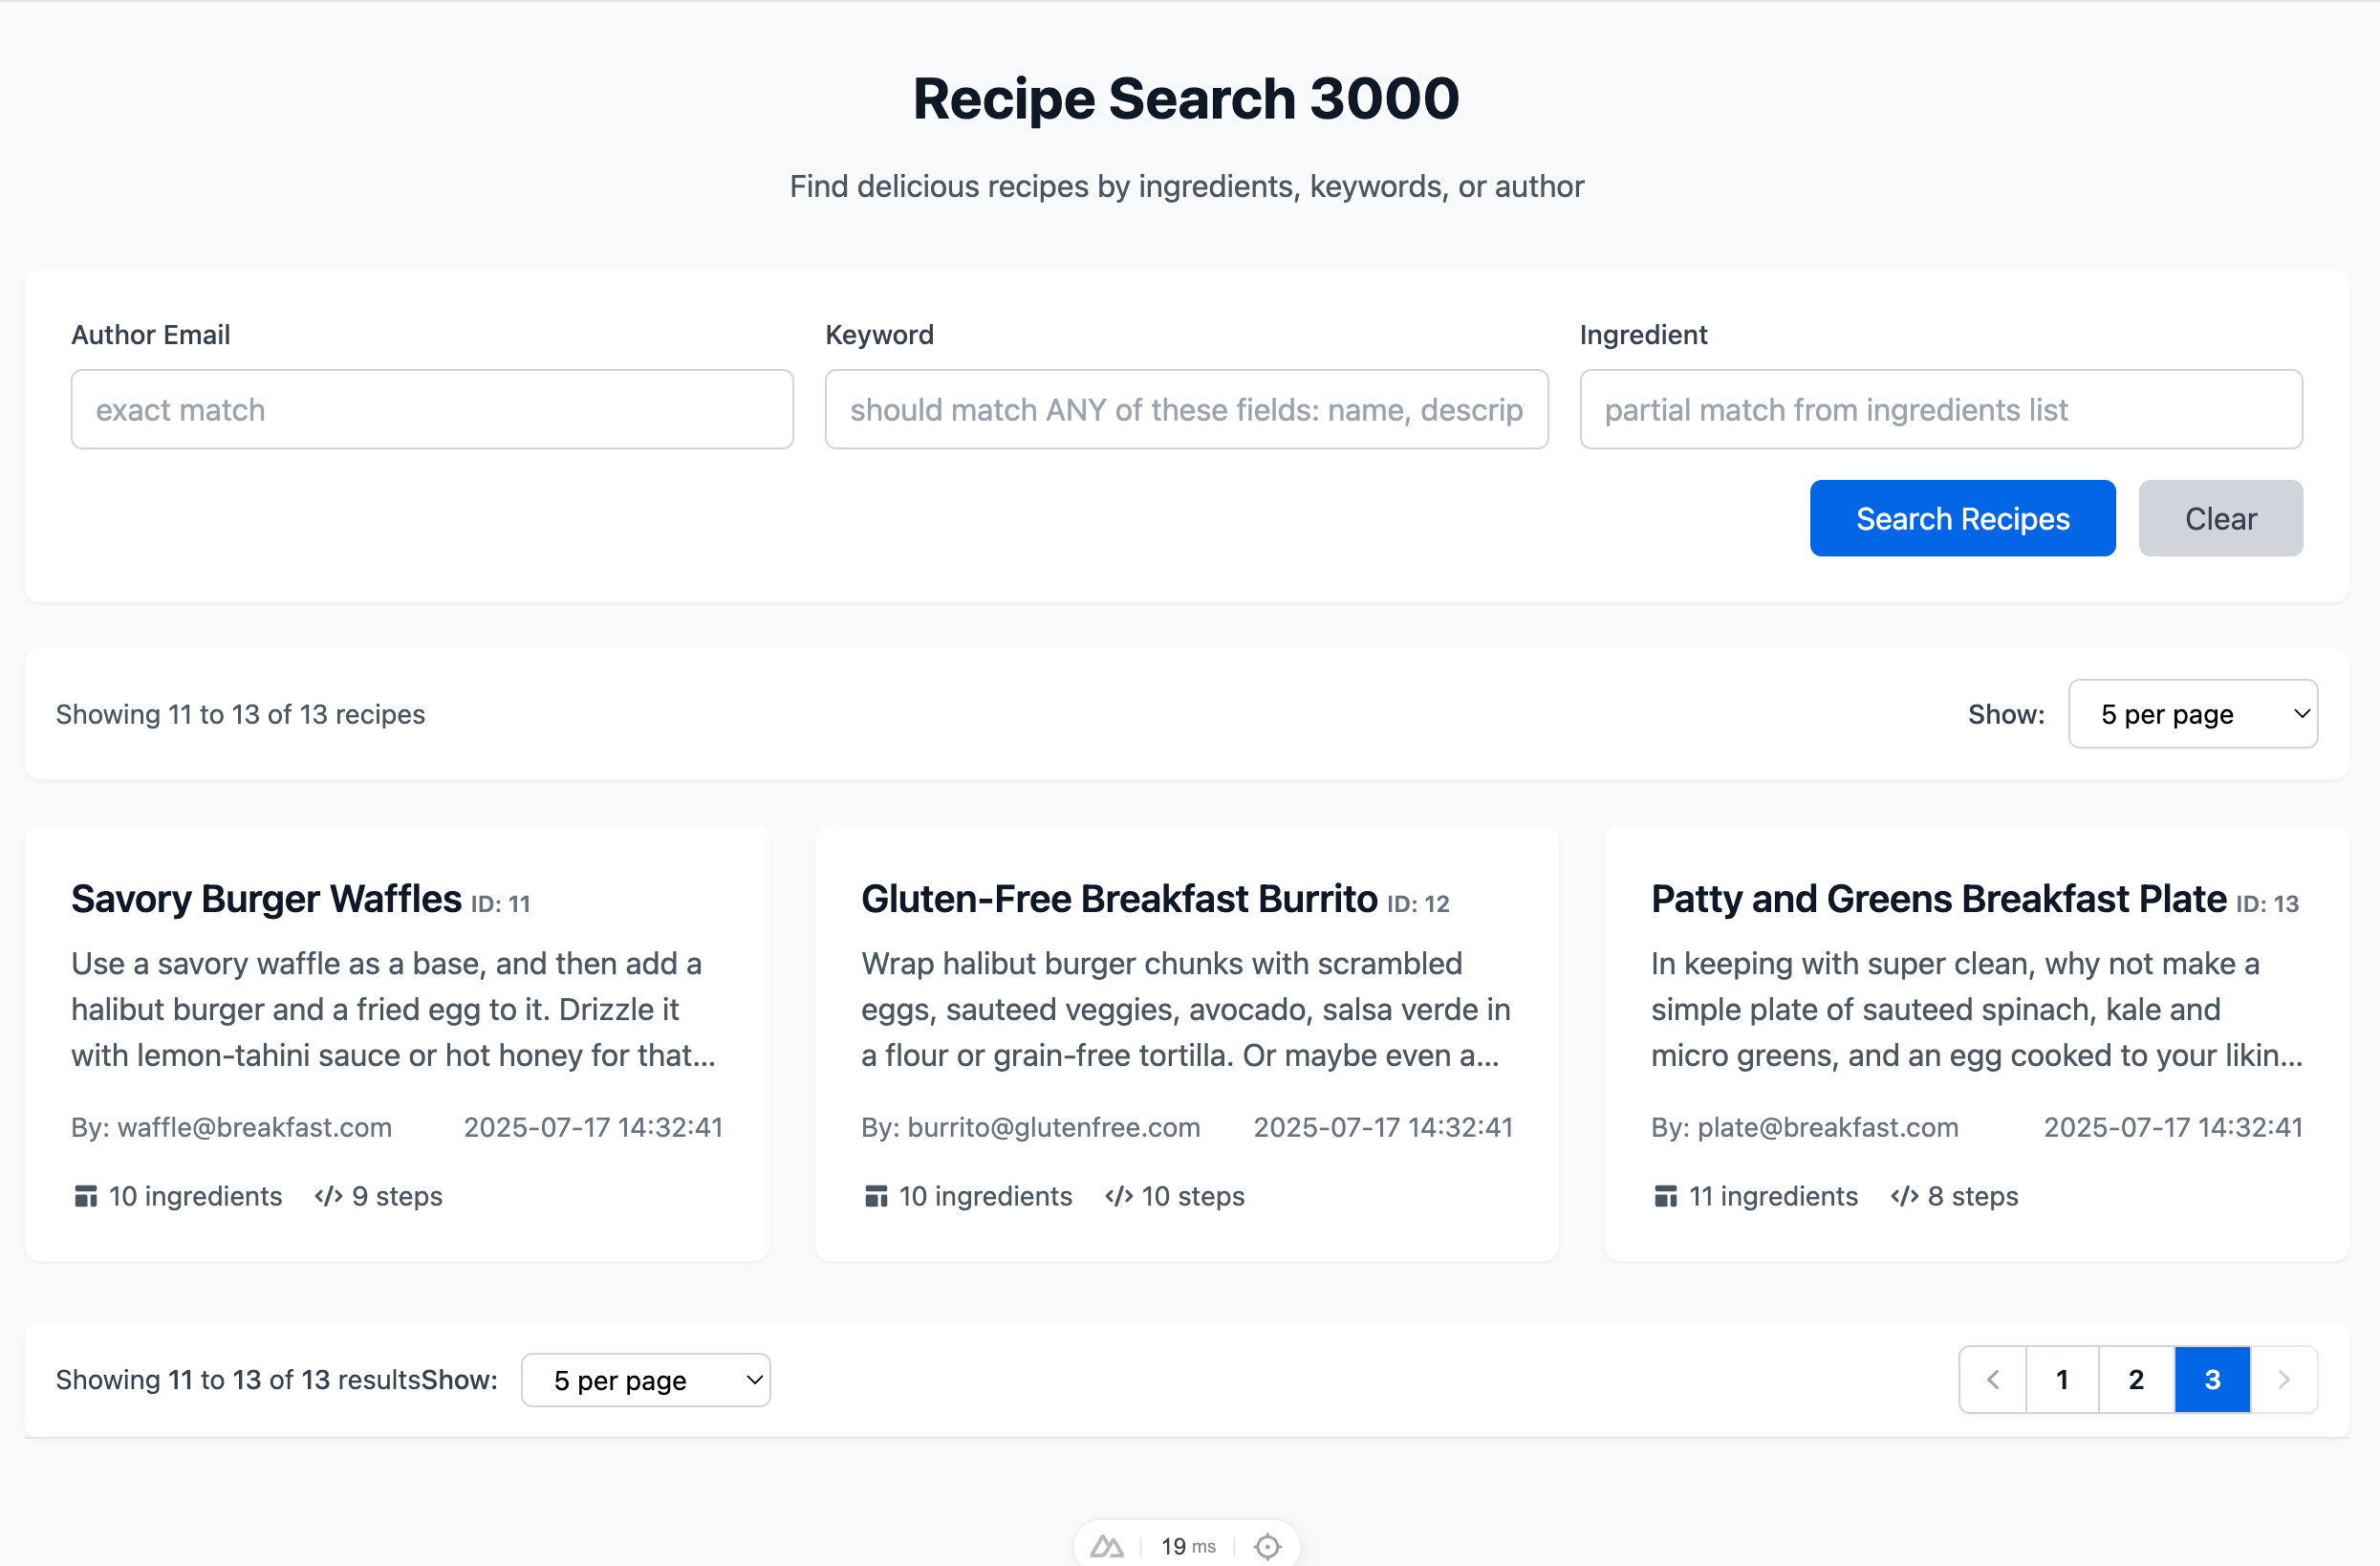 Recipe Search 3000
Find delicious recipes by ingredients, keywords, or author
Author Email
Keyword
Ingredient
exact match
should match ANY of these fields: name, descrip
partial match from ingredients list
Search Recipes
Clear
Showing 11 to 13 of 13 recipes
Show:
5 per page
Savory Burger Waffles ID: 11
Use a savory waffle as a base, and then add a
halibut burger and a fried egg to it. Drizzle it
with lemon-tahini sauce or hot honey for that...
By: waffle@breakfast.com
2025-07-17 14:32:41
10 ingredients
</> 9 steps
Gluten-Free Breakfast Burrito ID: 12
Wrap halibut burger chunks with scrambled
eggs, sauteed veggies, avocado, salsa verde in
a flour or grain-free tortilla. Or maybe even a...
By: burrito@glutenfree.com
2025-07-17 14:32:41
10 ingredients
</> 10 steps
Patty and Greens Breakfast Plate ID: 13
In keeping with super clean, why not make a
simple plate of sauteed spinach, kale and
micro greens, and an egg cooked to your likin...
By: plate@breakfast.com
2025-07-17 14:32:41
11 ingredients
</> 8 steps
Showing 11 to 13 of 13 resultsShow:
5 per page
1
2
3
19 ms